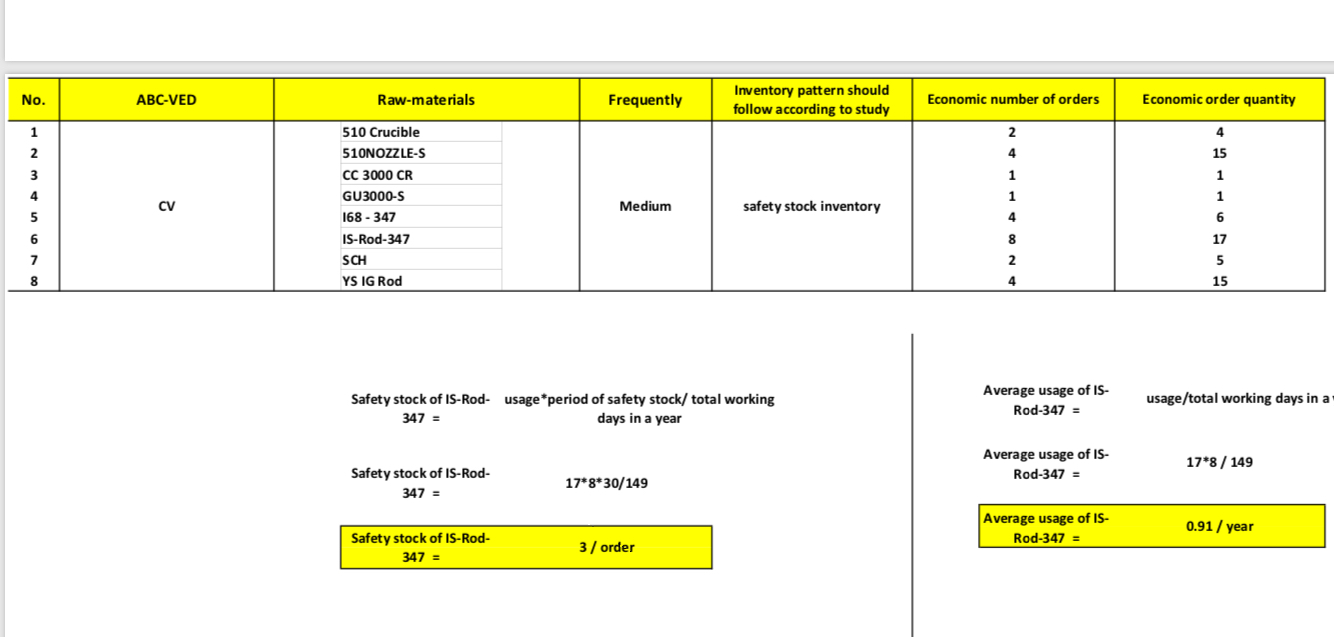 No. ABC-VED Raw-materials Frequently Inventory pattern should follow according to study Economic number of orders Economic order quantity
1 CV 510 Crucible Medium safety stock inventory 2 4
2 510NOZZLE-S 4 15
3 CC 3000 CR 1 1
4 GU3000-S 1 1
5 I68 - 347 4 6
6 IS-Rod-347 8 17
7 SCH 2 5
8 YS IG Rod 4 15
Safety stock of IS-Rod-
347 =
usage*period of safety stock/ total working
days in a year
Safety stock of IS-Rod-
347 =
17*8*30/149
Safety stock of IS-Rod-
347 =
3 / order
Average usage of IS-
Rod-347 =
usage/total working days in a
Average usage of IS-
Rod-347 =
17*8 / 149
Average usage of IS-
Rod-347 =
0.91 / year